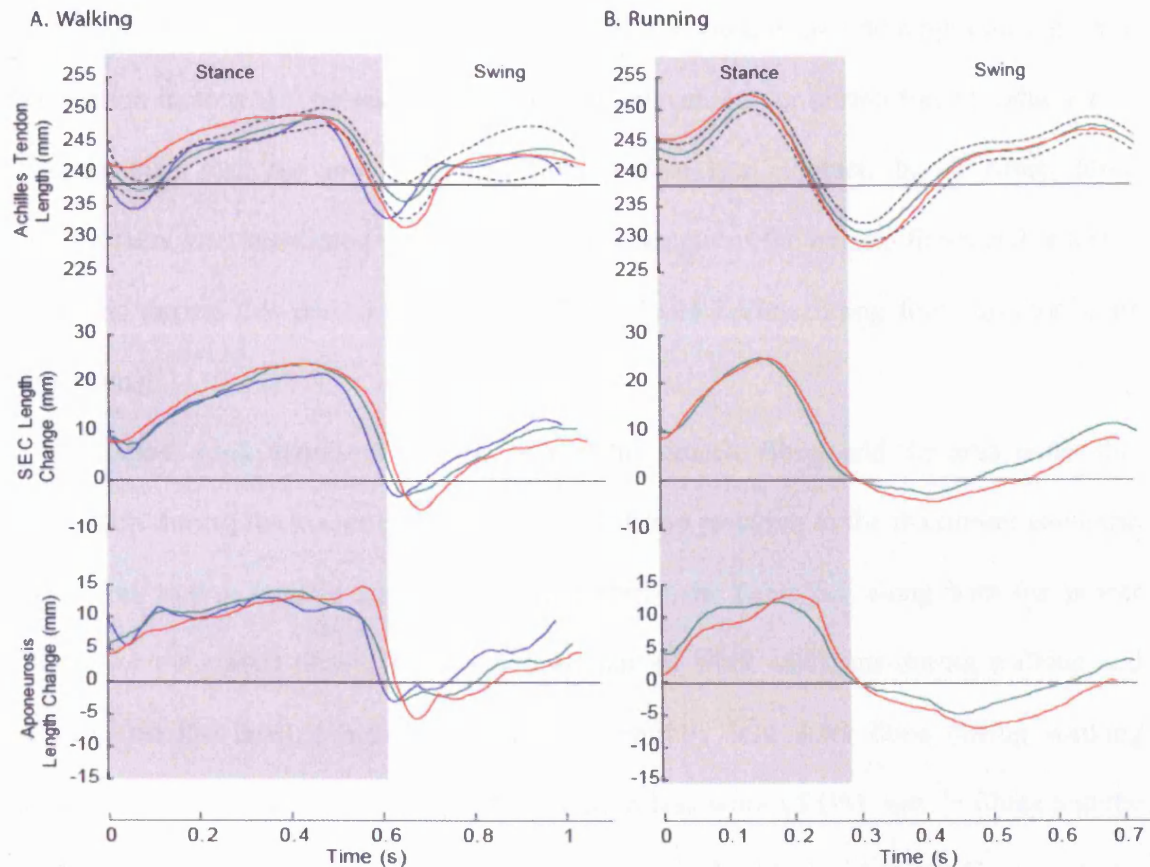 A. Walking
B. Running
Stance
Swing
Stance
Swing
Achilles Tendon
Length (mm)
255
250
245
240
235
230
225
SEC Length
Change (mm)
30
20
10
0
-10
Aponeurosis
Length Change (mm)
15
10
5
0
-5
-10
-15
255
250
245
240
235
230
225
30
20
10
0
-10
15
10
5
0
-5
-10
-15
0 0.2 0.4 0.6 0.8 1
Time (s)
0 0.1 0.2 0.3 0.4 0.5 0.6 0.7
Time (s)